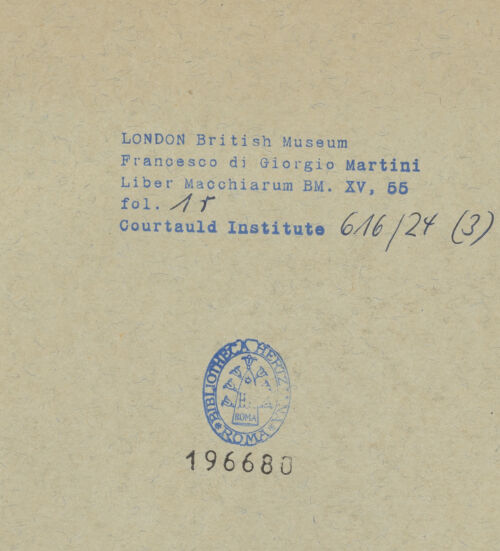 LONDON British Museum
Francesco di Giorgio Martini
Liber Macchiarum BM. XV, 55
fol. 1r
Courtauld Institute 616/24 (3)
BIBLIOTHECA HERTZIANA
ROMA
ROMA
196680